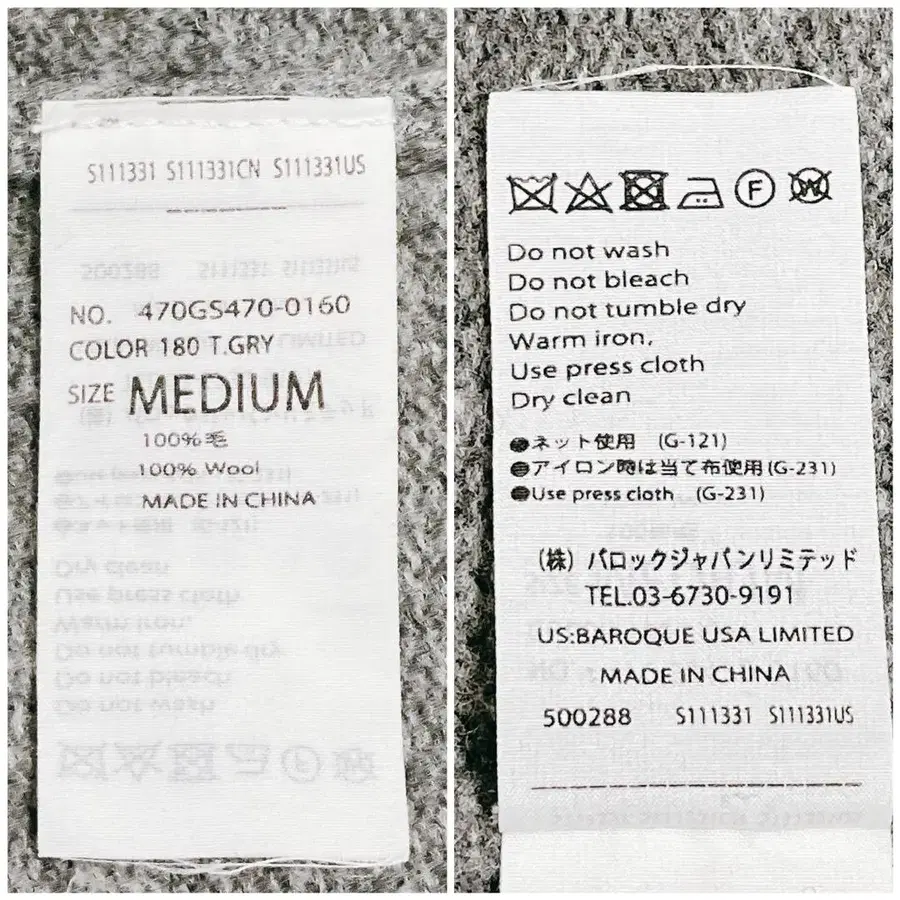 S111331 S111331CN S111331US
NO. 470GS470-0160
COLOR 180 T.GRY
SIZE MEDIUM
100%毛
100% Wool
MADE IN CHINA
F
W
Do not wash
Do not bleach
Do not tumble dry
Warm iron,
Use press cloth
Dry clean
●ネット使用 (G-121)
●アイロン時は当て布使用(G-231)
●Use press cloth (G-231)
(株) バロックジャパンリミテッド
TEL.03-6730-9191
US:BAROQUE USA LIMITED
MADE IN CHINA
500288 S111331 S111331US